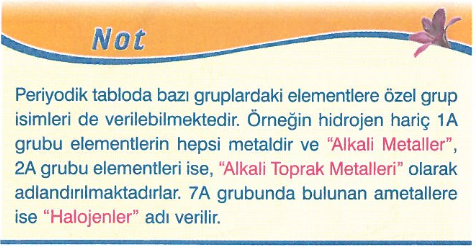 Not
Periyodik tabloda bazı gruplardaki elementlere özel grup
isimleri de verilebilmektedir. Örneğin hidrojen hariç 1A
grubu elementlerin hepsi metaldir ve “Alkali Metaller”,
2A grubu elementleri ise, “Alkali Toprak Metalleri” olarak
adlandırılmaktadırlar. 7A grubunda bulunan ametallere
ise “Halojenler” adı verilir.